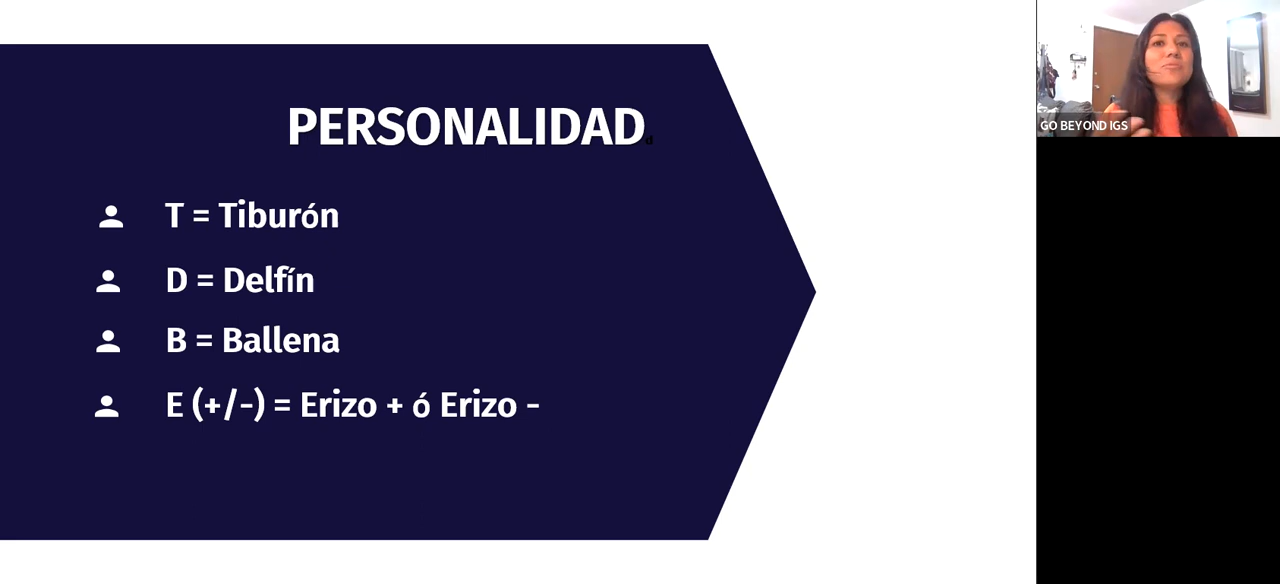 PERSONALIDAD
d
T = Tiburón
D = Delfín
B = Ballena
E (+/-) = Erizo + ó Erizo -
GO BEYOND IGS